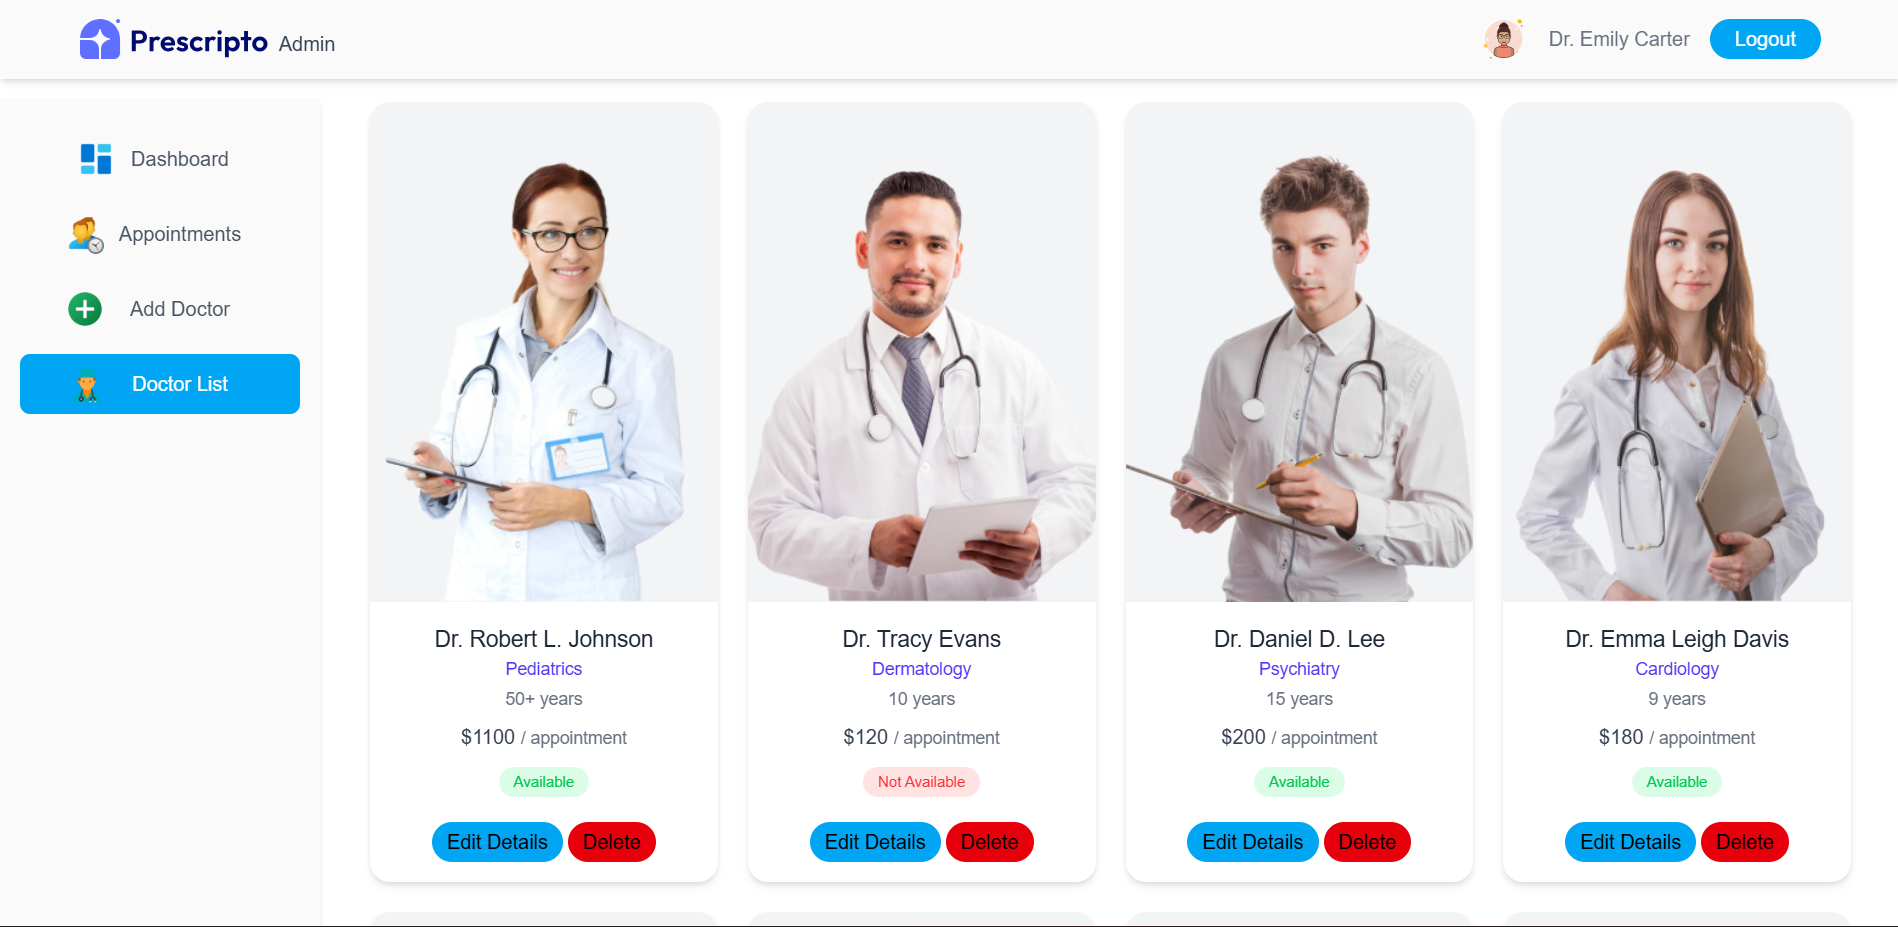 Prescripto Admin
Dr. Emily Carter
Logout
Dashboard
Appointments
Add Doctor
Doctor List
Dr. Robert L. Johnson
Pediatrics
50+ years
$1100 / appointment
Available
Edit Details Delete
Dr. Tracy Evans
Dermatology
10 years
$120 / appointment
Not Available
Edit Details Delete
Dr. Daniel D. Lee
Psychiatry
15 years
$200 / appointment
Available
Edit Details Delete
Dr. Emma Leigh Davis
Cardiology
9 years
$180 / appointment
Available
Edit Details Delete